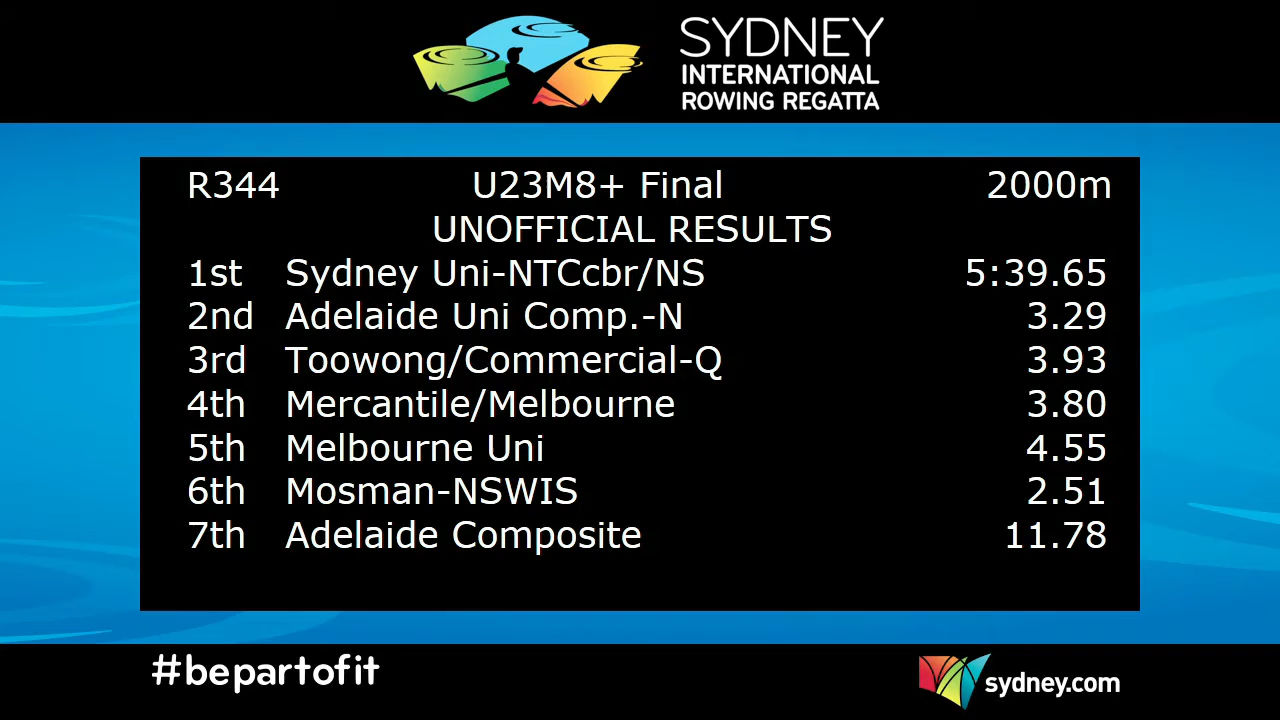 SYDNEY
INTERNATIONAL
ROWING REGATTA
R344 U23M8+ Final 2000m
UNOFFICIAL RESULTS
1st Sydney Uni-NTCcbr/NS 5:39.65
2nd Adelaide Uni Comp.-N 3.29
3rd Toowong/Commercial-Q 3.93
4th Mercantile/Melbourne 3.80
5th Melbourne Uni 4.55
6th Mosman-NSWIS 2.51
7th Adelaide Composite 11.78
#bepartofit
sydney.com